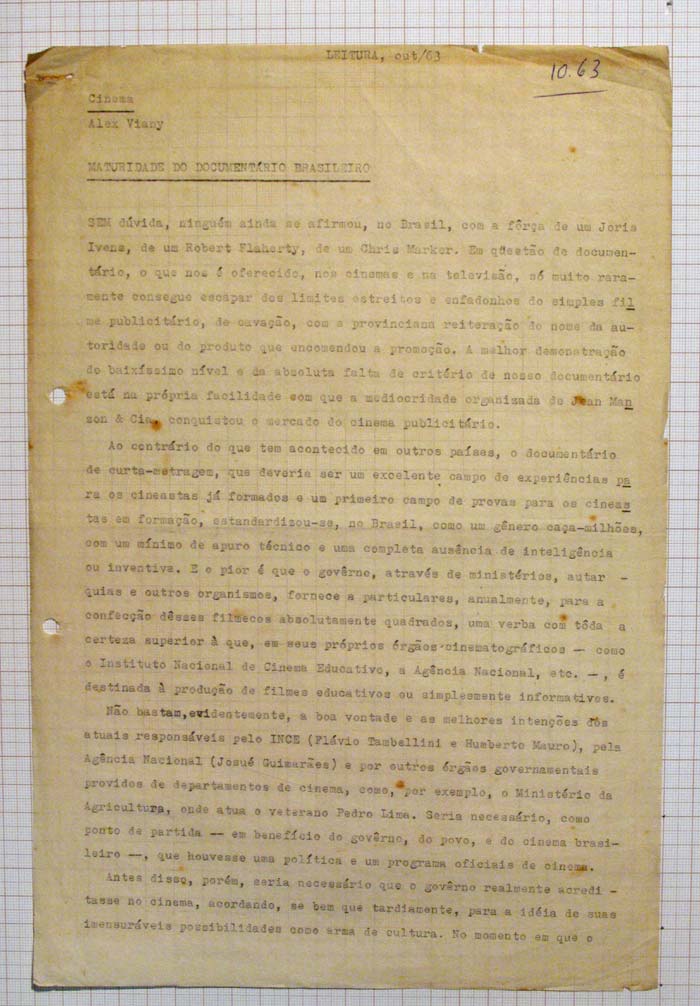 LEITURA, out/63
10.63
Cinema
Alex Viany
MATURIDADE DO DOCUMENTÁRIO BRASILEIRO
SEM dúvida, ninguém ainda se afirmou, no Brasil, com a fôrça de um Joris
Ivens, de um Robert Flaherty, de um Chris Marker. Em qüestão de documen-
tário, o que nos é oferecido, nos cinemas e na televisão, só muito rara-
mente consegue escapar dos limites estreitos e enfadonhos do simples fil
me publicitário, de cavação, com a provinciana reiteração do nome da au-
toridade ou do produto que encomendou a promoção. A melhor demonstração
do baixíssimo nível e da absoluta falta de critério de nosso documentário
está na própria facilidade com que a mediocridade organizada de Jean Man
zon & Cia. conquistou o mercado do cinema publicitário.
Ao contrário do que tem acontecido em outros países, o documentário
de curta-metragem, que deveria ser um excelente campo de experiências pa
ra os cineastas já formados e um primeiro campo de provas para os cineas
tas em formação, estandardizou-se, no Brasil, como um gênero caça-milhões,
com um mínimo de apuro técnico e uma completa ausência de inteligência
ou inventiva. E o pior é que o govêrno, através de ministérios, autar -
quias e outros organismos, fornece a particulares, anualmente, para a
confecção dêsses filmecos absolutamente quadrados, uma verba com tôda a
certeza superior à que, em seus próprios órgãos cinematográficos — como
o Instituto Nacional de Cinema Educativo, a Agência Nacional, etc. —, é
destinada à produção de filmes educativos ou simplesmente informativos.
Não bastam, evidentemente, a boa vontade e as melhores intenções dos
atuais responsáveis pelo INCE (Flávio Tambellini e Humberto Mauro), pela
Agência Nacional (Josué Guimarães) e por outros órgãos governamentais
providos de departamentos de cinema, como, por exemplo, o Ministério da
Agricultura, onde atua o veterano Pedro Lima. Seria necessário, como
ponto de partida — em benefício do govêrno, do povo, e do cinema brasi-
leiro —, que houvesse uma política e um programa oficiais de cinema.
Antes disso, porém, seria necessário que o govêrno realmente acredi -
tasse no cinema, acordando, se bem que tardiamente, para a idéia de suas
imensuráveis possibilidades como arma de cultura. No momento em que o